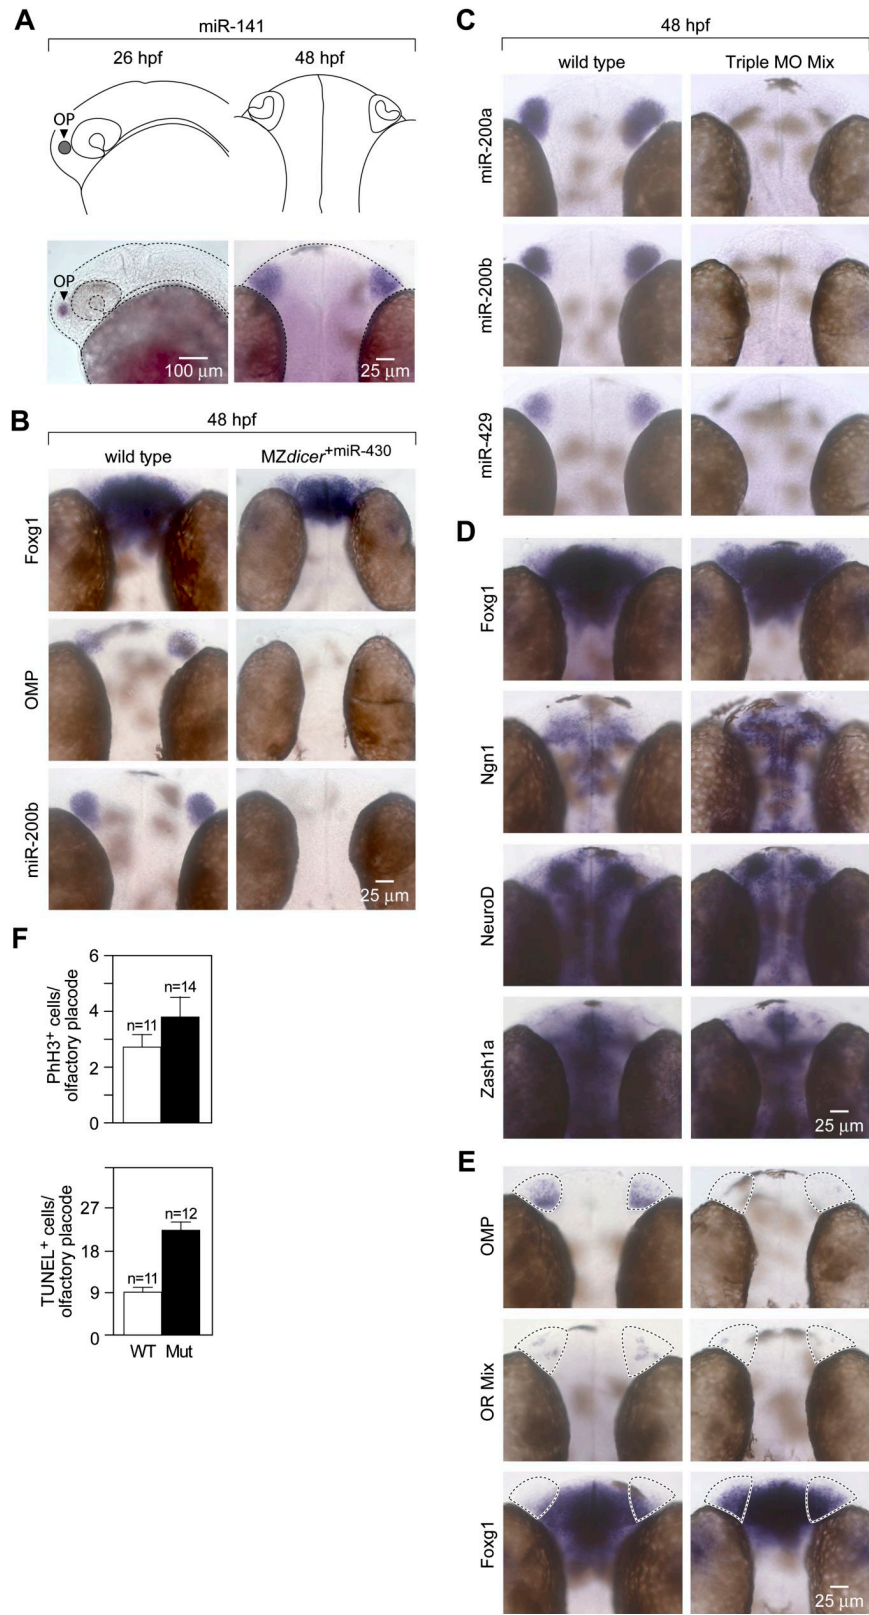 A
miR-141
26 hpf
48 hpf
OP
OP
100 µm
25 µm
B
48 hpf
wild type
MZdicer+miR-430
Foxg1
OMP
miR-200b
25 µm
F
PhH3+ cells/
olfactory placode
6
4
2
0
n=11
n=14
TUNEL+ cells/
olfactory placode
27
18
9
0
n=11
n=12
WT
Mut
C
48 hpf
wild type
Triple MO Mix
miR-200a
miR-200b
miR-429
D
Foxg1
Ngn1
NeuroD
Zash1a
25 µm
E
OMP
OR Mix
Foxg1
25 µm